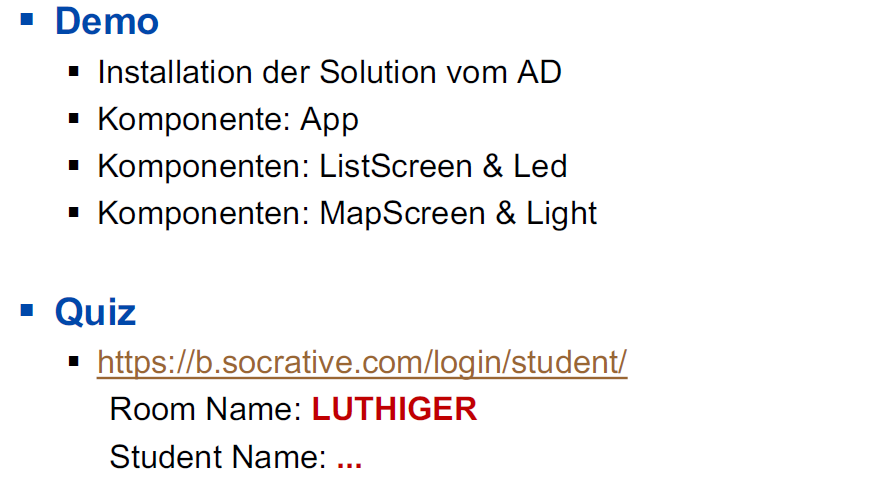 Demo
Installation der Solution vom AD
Komponente: App
Komponenten: ListScreen & Led
Komponenten: MapScreen & Light
Quiz
https://b.socrative.com/login/student/
Room Name: LUTHIGER
Student Name: ...